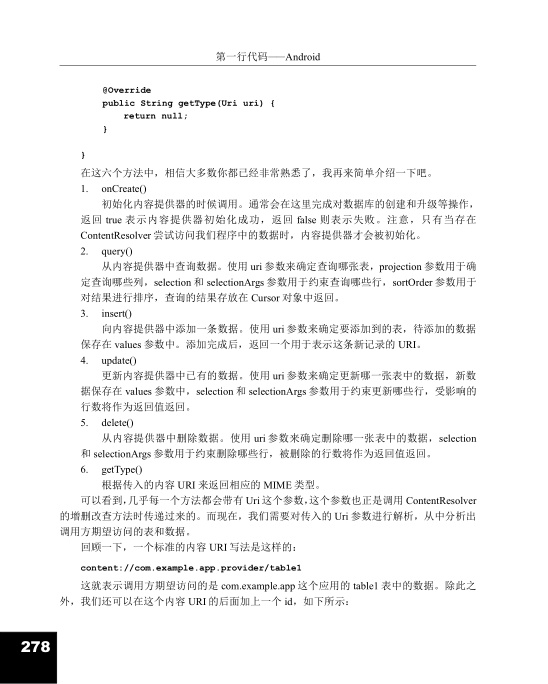 第一行代码——Android
@Override
public String getType(Uri uri) {
return null;
}
}
在这六个方法中，相信大多数你都已经非常熟悉了，我再来简单介绍一下吧。
1. onCreate()
初始化内容提供器的时候调用。通常会在这里完成对数据库的创建和升级等操作，
返回 true 表示内容提供器初始化成功，返回 false 则表示失败。注意，只有当存在
ContentResolver 尝试访问我们程序中的数据时，内容提供器才会被初始化。
2. query()
从内容提供器中查询数据。使用 uri 参数来确定查询哪张表，projection 参数用于确
定查询哪些列，selection 和 selectionArgs 参数用于约束查询哪些行，sortOrder 参数用于
对结果进行排序，查询的结果存放在 Cursor 对象中返回。
3. insert()
向内容提供器中添加一条数据。使用 uri 参数来确定要添加到的表，待添加的数据
保存在 values 参数中。添加完成后，返回一个用于表示这条新记录的 URI。
4. update()
更新内容提供器中已有的数据。使用 uri 参数来确定更新哪一张表中的数据，新数
据保存在 values 参数中，selection 和 selectionArgs 参数用于约束更新哪些行，受影响的
行数将作为返回值返回。
5. delete()
从内容提供器中删除数据。使用 uri 参数来确定删除哪一张表中的数据，selection
和 selectionArgs 参数用于约束删除哪些行，被删除的行数将作为返回值返回。
6. getType()
根据传入的内容 URI 来返回相应的 MIME 类型。
可以看到，几乎每一个方法都会带有 Uri 这个参数，这个参数也正是调用 ContentResolver
的增删改查方法时传递过来的。而现在，我们需要对传入的 Uri 参数进行解析，从中分析出
调用方期望访问的表和数据。
回顾一下，一个标准的内容 URI 写法是这样的：
content://com.example.app.provider/table1
这就表示调用方期望访问的是 com.example.app 这个应用的 table1 表中的数据。除此之
外，我们还可以在这个内容 URI 的后面加上一个 id，如下所示：
278